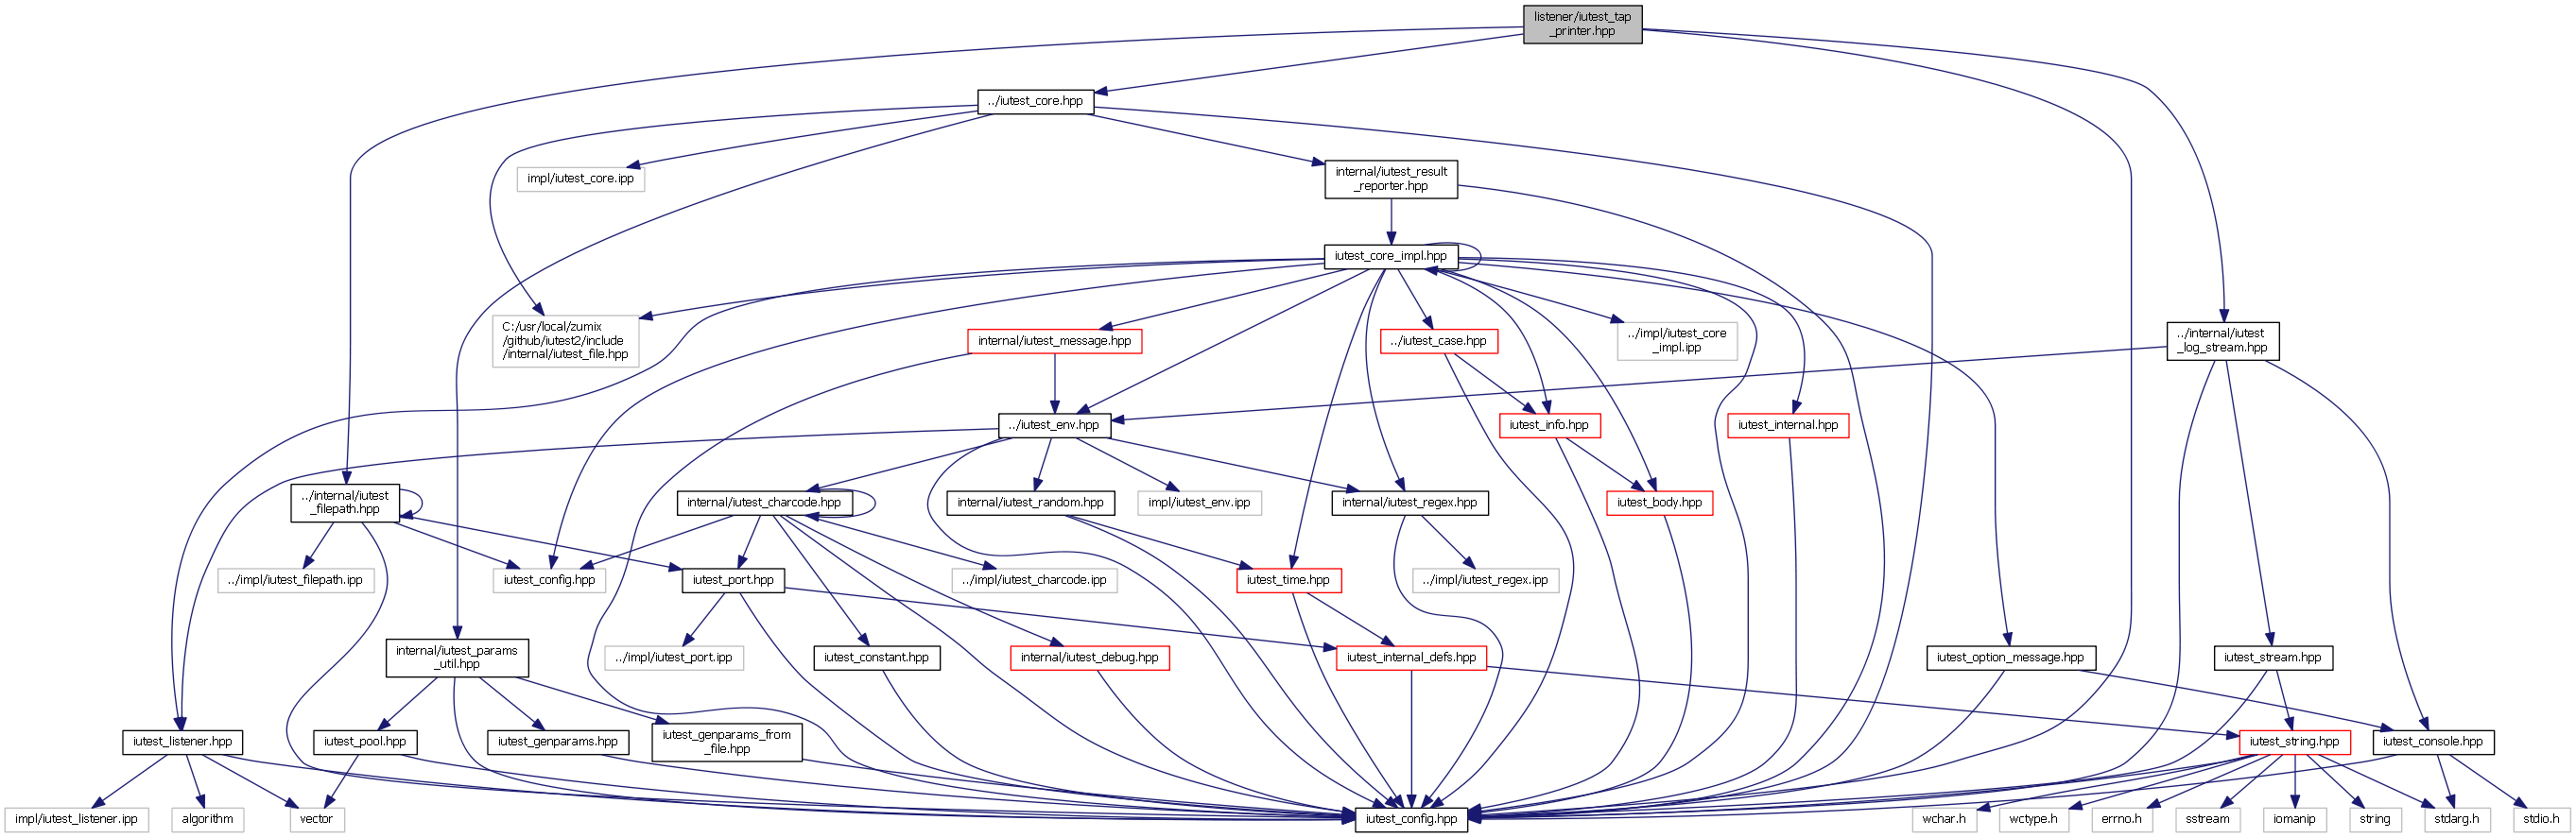 listener/iutest_tap
_printer.hpp
../iutest_core.hpp
impl/iutest_core.ipp
internal/iutest_result
_reporter.hpp
iutest_core_impl.hpp
C:/usr/local/zumix
/github/iutest2/include
/internal/iutest_file.hpp
internal/iutest_message.hpp
../iutest_case.hpp
../impl/iutest_core
_impl.ipp
../internal/iutest
_log_stream.hpp
../iutest_env.hpp
iutest_info.hpp
iutest_internal.hpp
../internal/iutest
_filepath.hpp
internal/iutest_charcode.hpp
internal/iutest_random.hpp
impl/iutest_env.ipp
internal/iutest_regex.hpp
iutest_body.hpp
../impl/iutest_filepath.ipp
iutest_config.hpp
iutest_port.hpp
../impl/iutest_charcode.ipp
iutest_time.hpp
../impl/iutest_regex.ipp
internal/iutest_params
_util.hpp
../impl/iutest_port.ipp
iutest_constant.hpp
internal/iutest_debug.hpp
iutest_internal_defs.hpp
iutest_option_message.hpp
iutest_stream.hpp
iutest_listener.hpp
iutest_pool.hpp
iutest_genparams.hpp
iutest_genparams_from
_file.hpp
iutest_string.hpp
iutest_console.hpp
impl/iutest_listener.ipp
algorithm
vector
iutest_config.hpp
wchar.h
wctype.h
errno.h
sstream
iomanip
string
stdarg.h
stdio.h